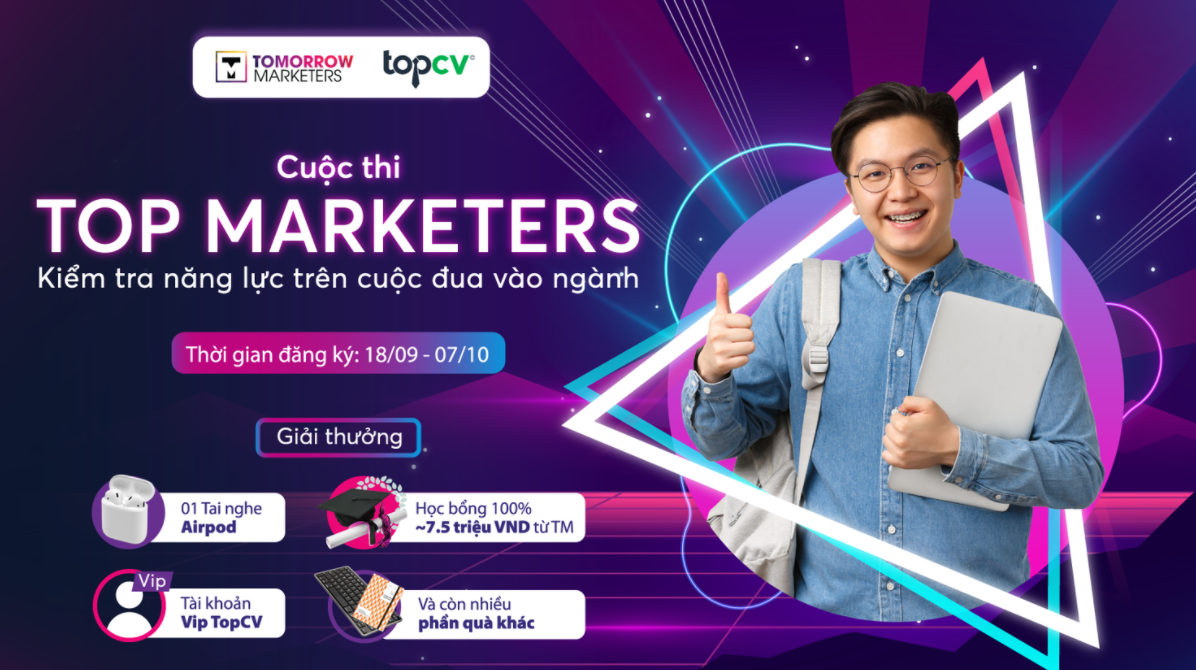 TOMORROW
MARKETERS
topcv
Cuộc thi
TOP MARKETERS
Kiểm tra năng lực trên cuộc đua vào ngành
Thời gian đăng ký: 18/09 - 07/10
Giải thưởng
01 Tai nghe
Airpod
Học bổng 100%
~7.5 triệu VND từ TM
Vip
Tài khoản
Vip TopCV
Và còn nhiều
phần quà khác